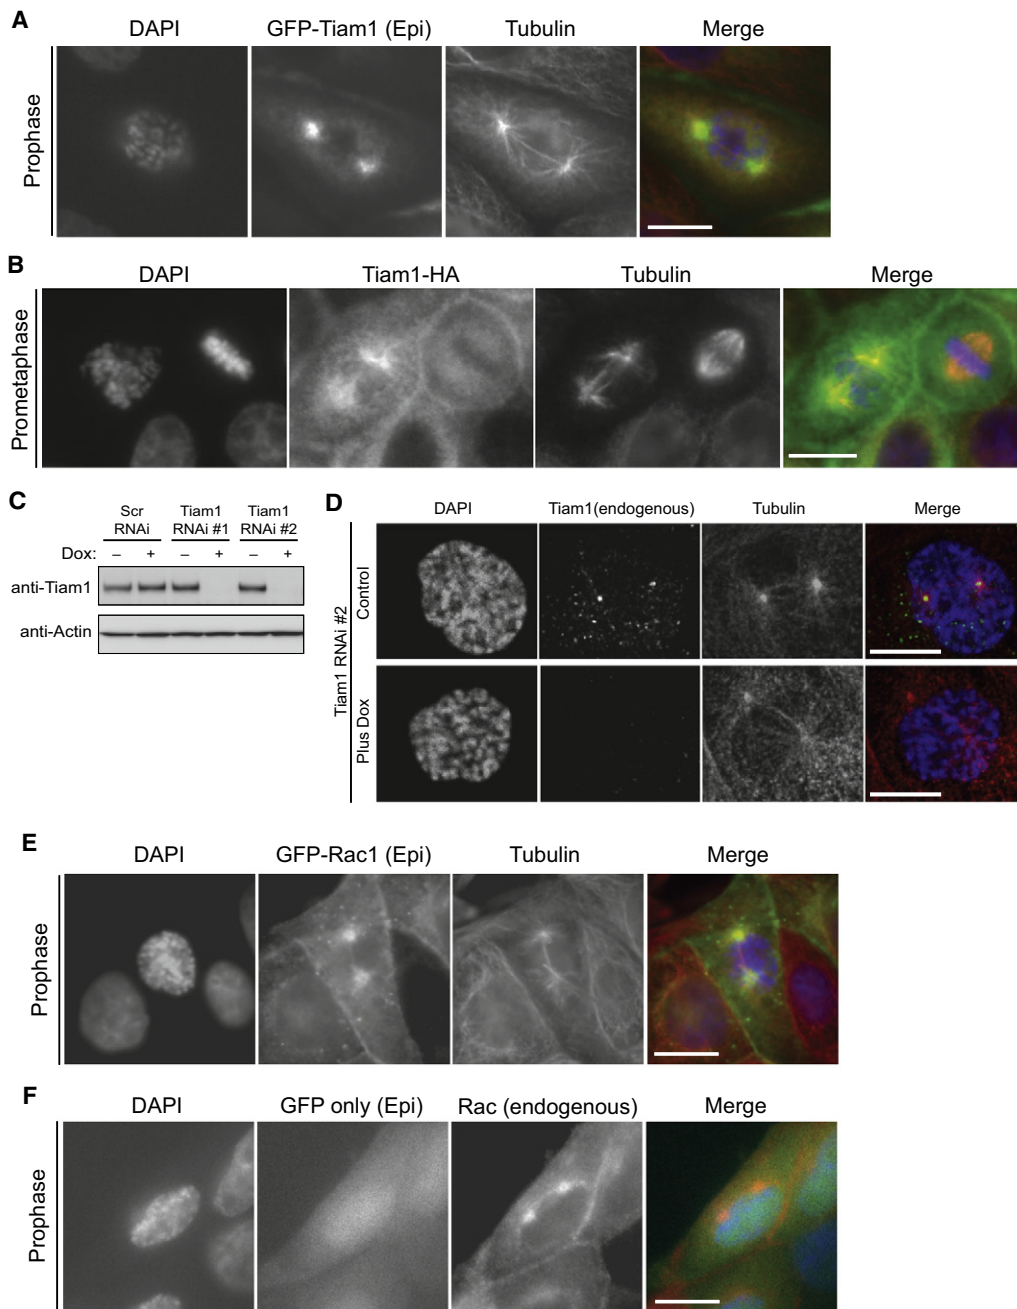 A
DAPI GFP-Tiam1 (Epi) Tubulin Merge
Prophase
B
DAPI Tiam1-HA Tubulin Merge
Prometaphase
C
Scr RNAi Tiam1 RNAi #1 Tiam1 RNAi #2
Dox: – + – + – +
anti-Tiam1
anti-Actin
D
DAPI Tiam1(endogenous) Tubulin Merge
Tiam1 RNAi #2
Control
Plus Dox
E
DAPI GFP-Rac1 (Epi) Tubulin Merge
Prophase
F
DAPI GFP only (Epi) Rac (endogenous) Merge
Prophase